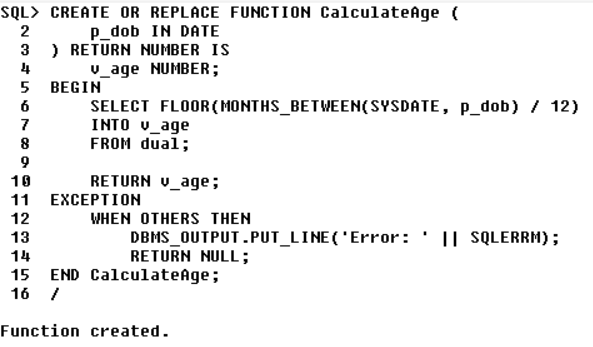 SQL> CREATE OR REPLACE FUNCTION CalculateAge (
  2      p_dob IN DATE
  3  ) RETURN NUMBER IS
  4      v_age NUMBER;
  5  BEGIN
  6      SELECT FLOOR(MONTHS_BETWEEN(SYSDATE, p_dob) / 12)
  7      INTO v_age
  8      FROM dual;
  9
 10      RETURN v_age;
 11  EXCEPTION
 12      WHEN OTHERS THEN
 13          DBMS_OUTPUT.PUT_LINE('Error: ' || SQLERRM);
 14          RETURN NULL;
 15  END CalculateAge;
 16  /
Function created.